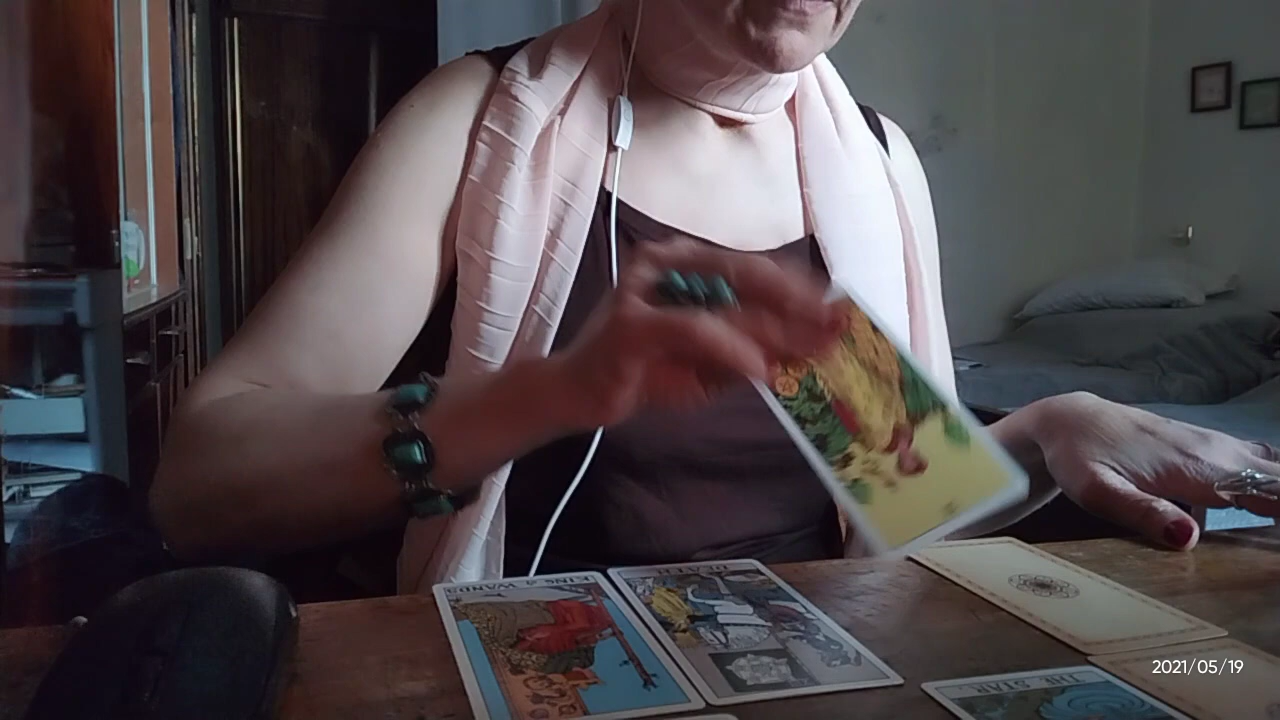 KING of WANDS
DEATH
THE STAR.
2021/05/19